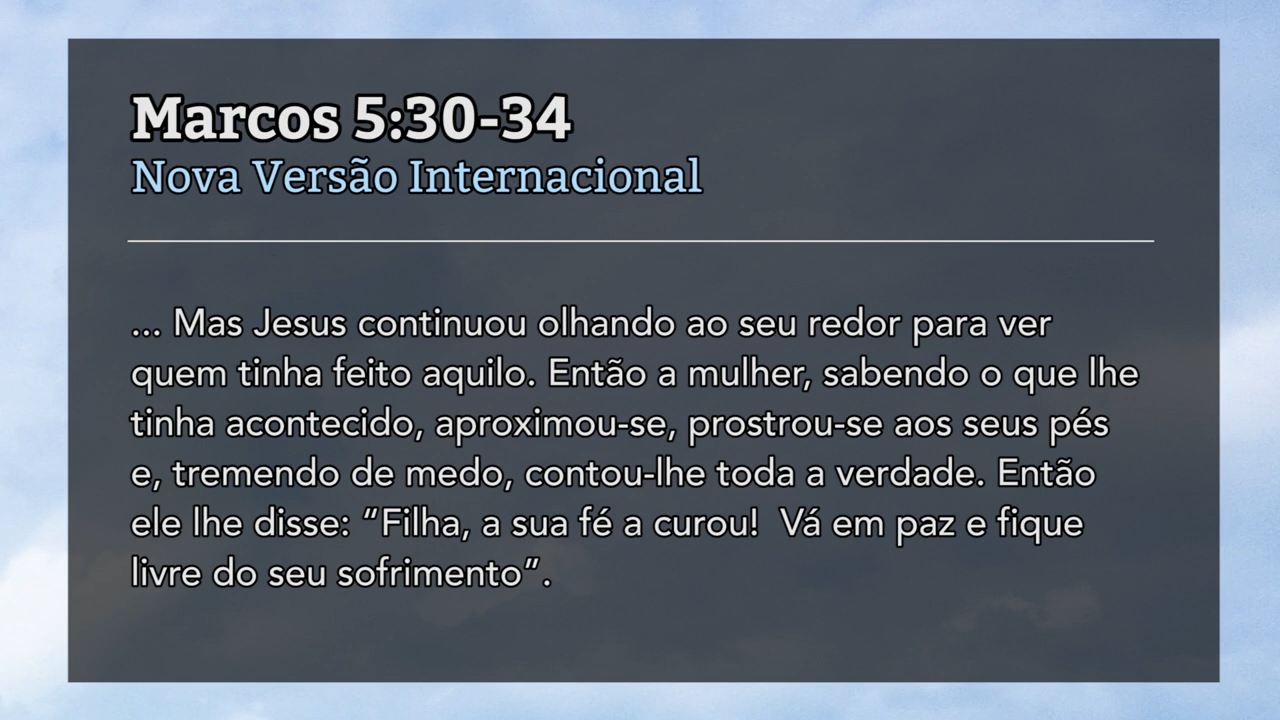 Marcos 5:30-34
Nova Versão Internacional
... Mas Jesus continuou olhando ao seu redor para ver
quem tinha feito aquilo. Então a mulher, sabendo o que lhe
tinha acontecido, aproximou-se, prostrou-se aos seus pés
e, tremendo de medo, contou-lhe toda a verdade. Então
ele lhe disse: “Filha, a sua fé a curou!  Vá em paz e fique
livre do seu sofrimento”.